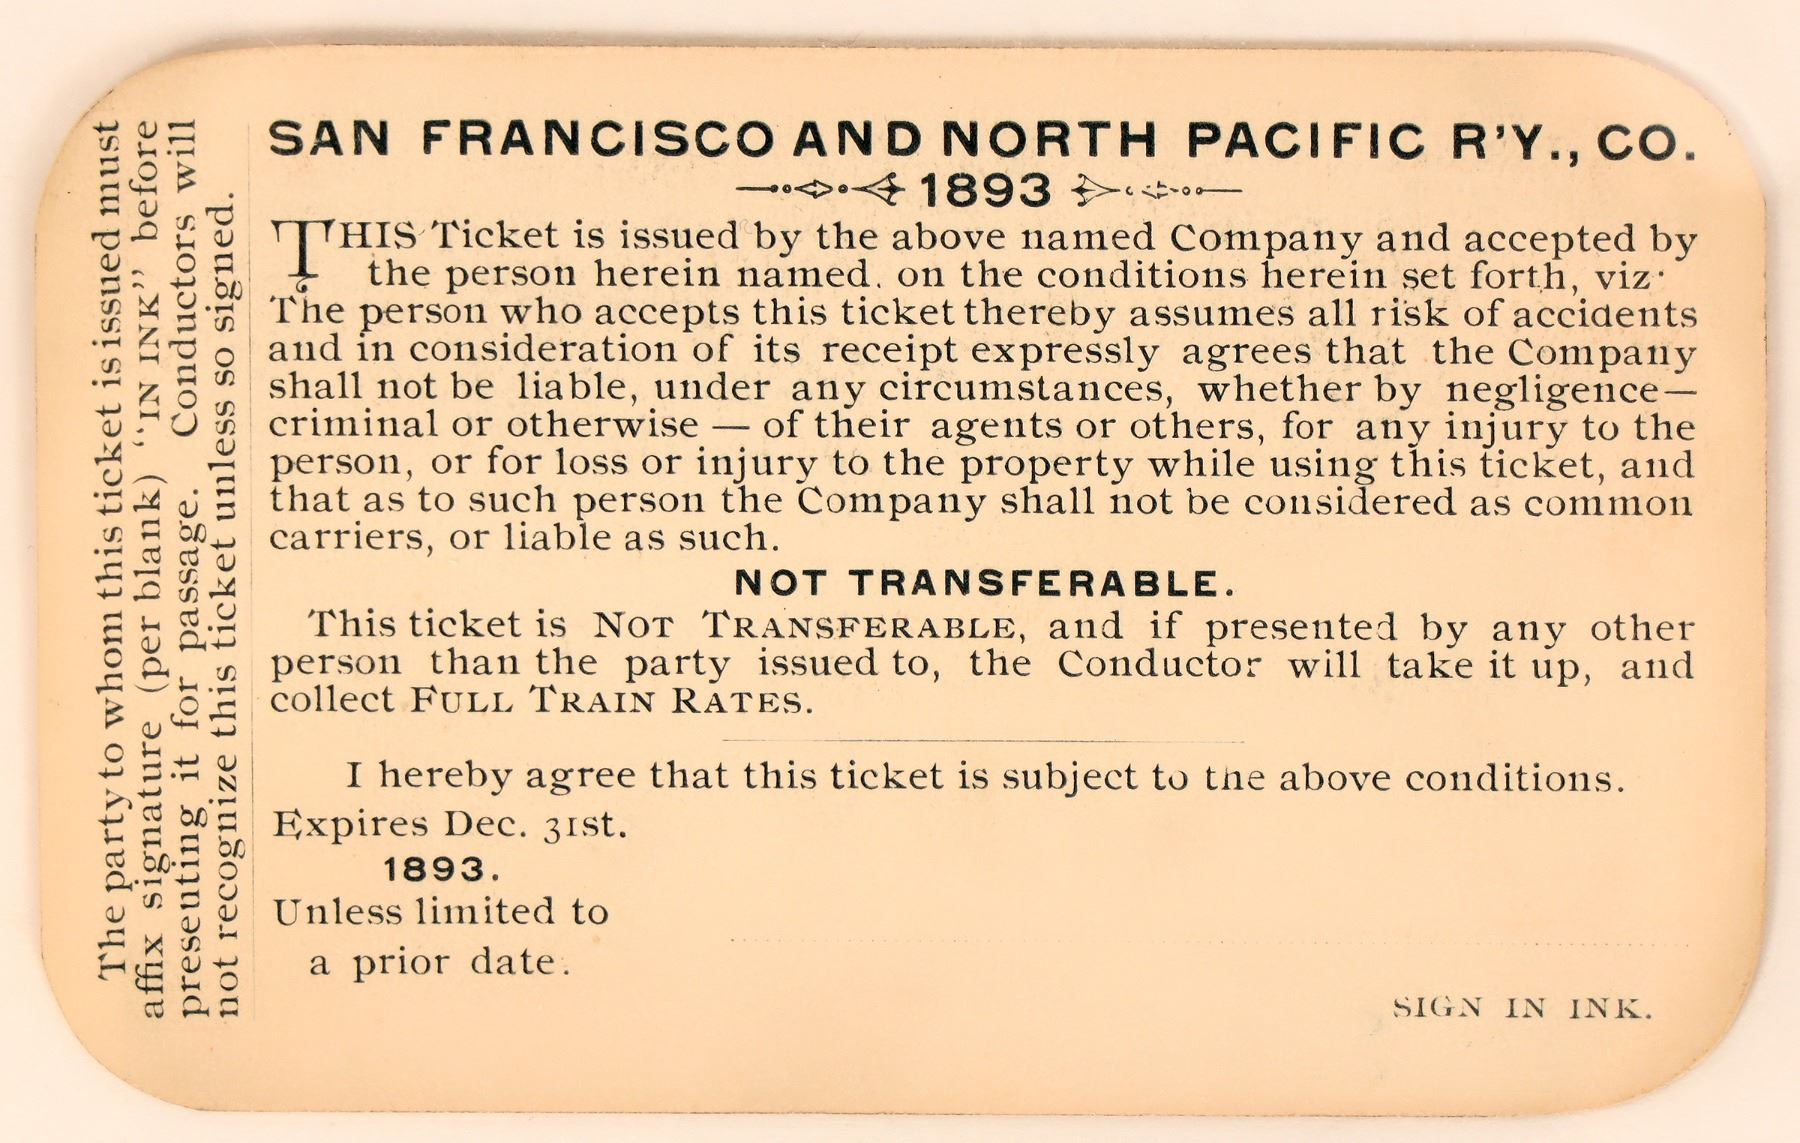 The party to whom this ticket is issued must
affix signature (per blank) "IN INK" before
presenting it for passage. Conductors will
not recognize this ticket unless so signed.
SAN FRANCISCO AND NORTH PACIFIC R'Y., CO.
1893
THIS Ticket is issued by the above named Company and accepted by
the person herein named. on the conditions herein set forth, viz·
The person who accepts this ticket thereby assumes all risk of accidents
and in consideration of its receipt expressly agrees that the Company
shall not be liable, under any circumstances, whether by negligence—
criminal or otherwise — of their agents or others, for any injury to the
person, or for loss or injury to the property while using this ticket, and
that as to such person the Company shall not be considered as common
carriers, or liable as such.
NOT TRANSFERABLE.
This ticket is NOT TRANSFERABLE, and if presented by any other
person than the party issued to, the Conductor will take it up, and
collect FULL TRAIN RATES.
I hereby agree that this ticket is subject to the above conditions.
Expires Dec. 31st.
1893.
Unless limited to
a prior date.
SIGN IN INK.